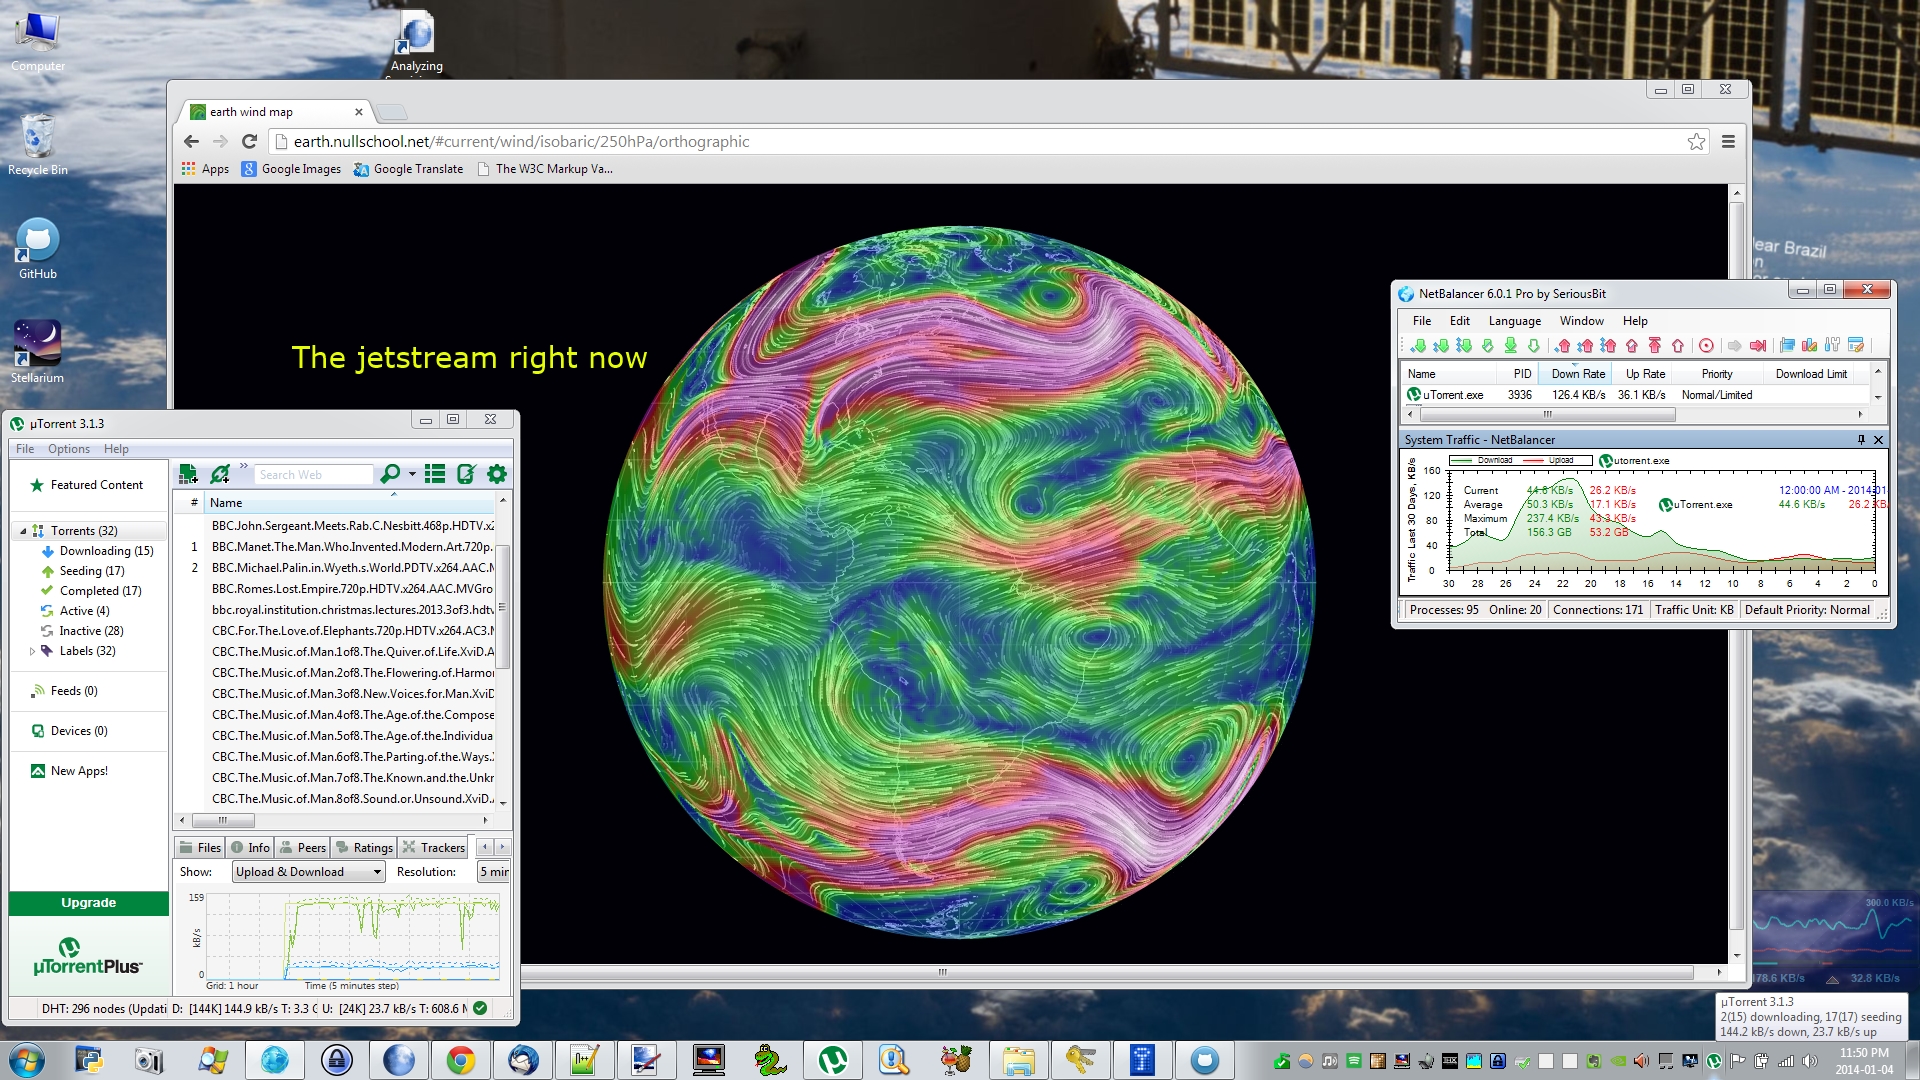 Computer
Analyzing
Recycle Bin
GitHub
Stellarium
earth wind map
earth.nullschool.net/#current/wind/isobaric/250hPa/orthographic
Apps Google Images Google Translate The W3C Markup Va...
The jetstream right now
lear Brazil
µTorrent 3.1.3
File Options Help
Search Web
Featured Content
Torrents (32)
Downloading (15)
Seeding (17)
Completed (17)
Active (4)
Inactive (28)
Labels (32)
Feeds (0)
Devices (0)
New Apps!
Upgrade
µTorrentPlus™
# Name
BBC.John.Sergeant.Meets.Rab.C.Nesbitt.468p.HDTV.x2
1 BBC.Manet.The.Man.Who.Invented.Modern.Art.720p.
2 BBC.Michael.Palin.in.Wyeth.s.World.PDTV.x264.AAC.M
BBC.Romes.Lost.Empire.720p.HDTV.x264.AAC.MVGro
bbc.royal.institution.christmas.lectures.2013.3of3.hdtv
CBC.For.The.Love.of.Elephants.720p.HDTV.x264.AC3.M
CBC.The.Music.of.Man.1of8.The.Quiver.of.Life.XviD.A
CBC.The.Music.of.Man.2of8.The.Flowering.of.Harmor
CBC.The.Music.of.Man.3of8.New.Voices.for.Man.XviD
CBC.The.Music.of.Man.4of8.The.Age.of.the.Compose
CBC.The.Music.of.Man.5of8.The.Age.of.the.Individua
CBC.The.Music.of.Man.6of8.The.Parting.of.the.Ways.X
CBC.The.Music.of.Man.7of8.The.Known.and.the.Unkn
CBC.The.Music.of.Man.8of8.Sound.or.Unsound.XviD.A
Files Info Peers Ratings Trackers
Show: Upload & Download Resolution: 5 min
159
kB/s
0
Grid: 1 hour Time (5 minutes step)
DHT: 296 nodes (Updati D: [144K] 144.9 kB/s T: 3.3 G U: [24K] 23.7 kB/s T: 608.6 M
NetBalancer 6.0.1 Pro by SeriousBit
File Edit Language Window Help
Name PID Down Rate Up Rate Priority Download Limit
uTorrent.exe 3936 126.4 KB/s 36.1 KB/s Normal/Limited
System Traffic - NetBalancer
Download Upload utorrent.exe
Traffic Last 30 Days, KB/s
160
120
80
40
0
Current 44.6 KB/s 26.2 KB/s
Average 50.3 KB/s 17.1 KB/s
Maximum 237.4 KB/s 43.3 KB/s
Total 156.3 GB 53.2 GB
uTorrent.exe
12:00:00 AM - 2014-01
44.6 KB/s 26.2 KB
30 28 26 24 22 20 18 16 14 12 10 8 6 4 2 0
Processes: 95 Online: 20 Connections: 171 Traffic Unit: KB Default Priority: Normal
300.0 KB/s
178.6 KB/s 32.8 KB/s
µTorrent 3.1.3
2(15) downloading, 17(17) seeding
144.2 kB/s down, 23.7 kB/s up
11:50 PM
2014-01-04